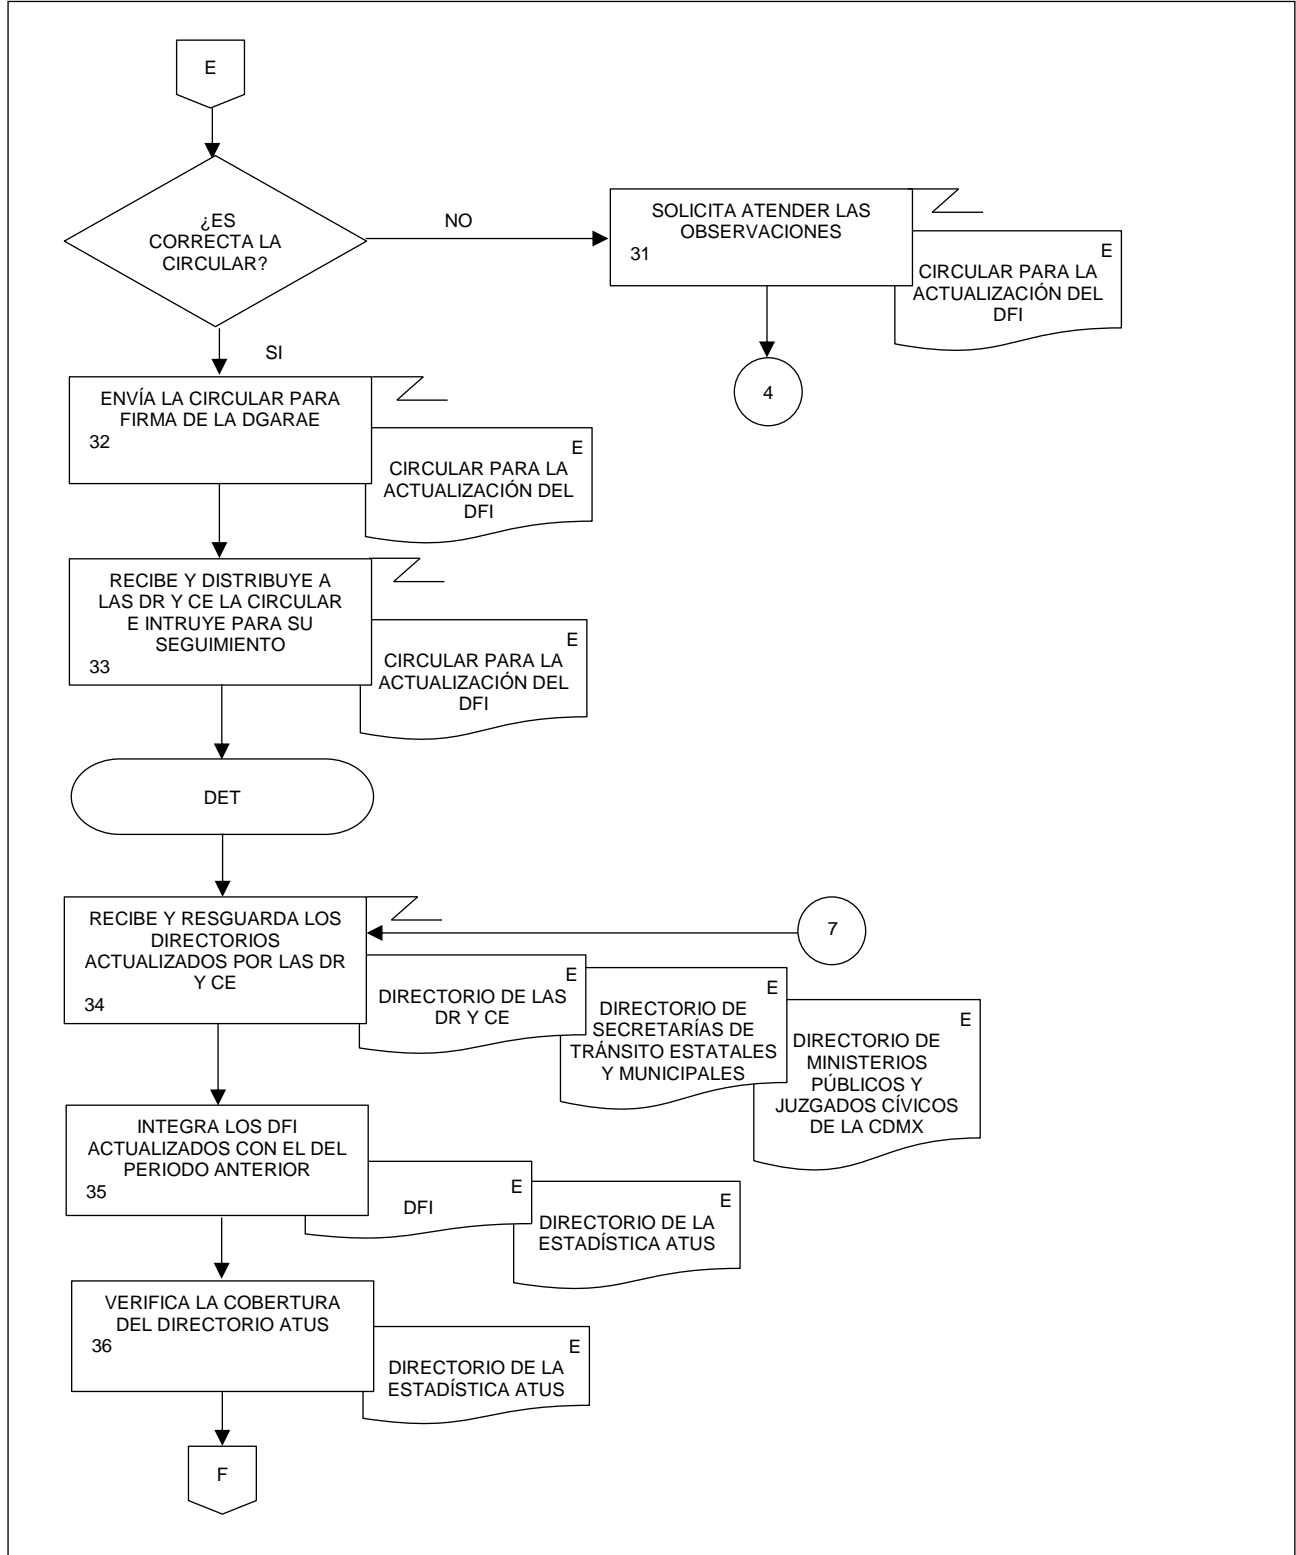 E
¿ES
CORRECTA LA
CIRCULAR?
NO
SOLICITA ATENDER LAS
OBSERVACIONES
31
E
CIRCULAR PARA LA
ACTUALIZACIÓN DEL
DFI
4
SI
ENVÍA LA CIRCULAR PARA
FIRMA DE LA DGARAE
32
E
CIRCULAR PARA LA
ACTUALIZACIÓN DEL
DFI
RECIBE Y DISTRIBUYE A
LAS DR Y CE LA CIRCULAR
E INTRUYE PARA SU
SEGUIMIENTO
33
E
CIRCULAR PARA LA
ACTUALIZACIÓN DEL
DFI
DET
RECIBE Y RESGUARDA LOS
DIRECTORIOS
ACTUALIZADOS POR LAS DR
Y CE
34
7
E
DIRECTORIO DE LAS
DR Y CE
E
DIRECTORIO DE
SECRETARÍAS DE
TRÁNSITO ESTATALES
Y MUNICIPALES
E
DIRECTORIO DE
MINISTERIOS
PÚBLICOS Y
JUZGADOS CÍVICOS
DE LA CDMX
INTEGRA LOS DFI
ACTUALIZADOS CON EL DEL
PERIODO ANTERIOR
35
E
DFI
E
DIRECTORIO DE LA
ESTADÍSTICA ATUS
VERIFICA LA COBERTURA
DEL DIRECTORIO ATUS
36
E
DIRECTORIO DE LA
ESTADÍSTICA ATUS
F